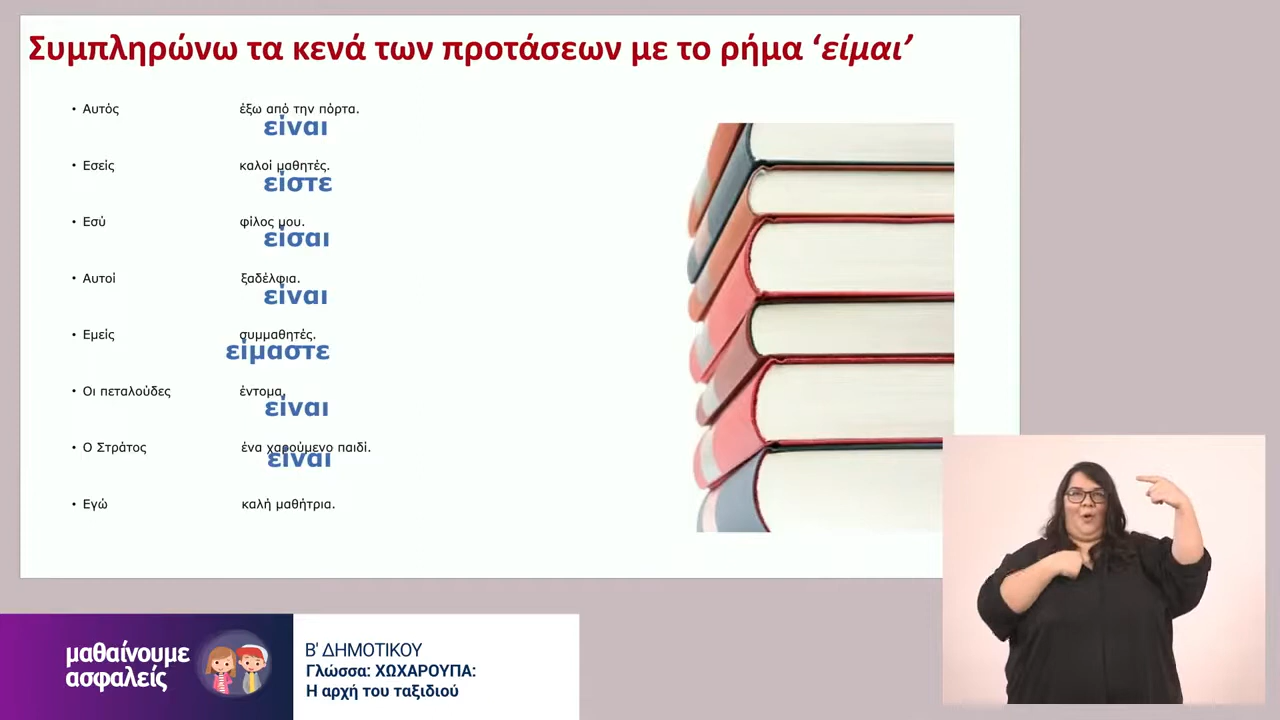 Συμπληρώνω τα κενά των προτάσεων με το ρήμα ‘είμαι’
• Αυτός έξω από την πόρτα.
είναι
• Εσείς καλοί μαθητές.
είστε
• Εσύ φίλος μου.
είσαι
• Αυτοί ξαδέλφια.
είναι
• Εμείς συμμαθητές.
είμαστε
• Οι πεταλούδες έντομα.
είναι
• Ο Στράτος ένα χαρούμενο παιδί.
είναι
• Εγώ καλή μαθήτρια.
μαθαίνουμε
ασφαλείς
Β' ΔΗΜΟΤΙΚΟΥ
Γλώσσα: ΧΩΧΑΡΟΥΠΑ:
Η αρχή του ταξιδιού